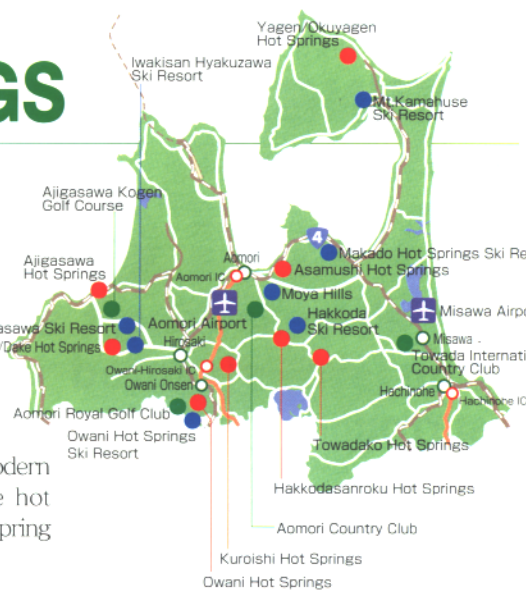 Yagen/Okuyagen
Hot Springs
Iwakisan Hyakuzawa
Ski Resort
GS
Mt.Kamahuse
Ski Resort
Ajigasawa Kogen
Golf Course
4
Aomori
Makado Hot Springs Ski Re
Ajigasawa
Hot Springs
Aomori IC
Asamushi Hot Springs
Moya Hills
Aomori Airport
Hakkoda
Ski Resort
Misawa Airpo
asawa Ski Resort
/Dake Hot Springs
Hirosaki
Misawa
Towada Internati
Country Club
Owani-Hirosaki IC
Owani Onsen
Hachinohe
Hachinohe IC
Aomori Royal Golf Club
Owani Hot Springs
Ski Resort
Towadako Hot Springs
odern
e hot
pring
Hakkodasanroku Hot Springs
Aomori Country Club
Kuroishi Hot Springs
Owani Hot Springs